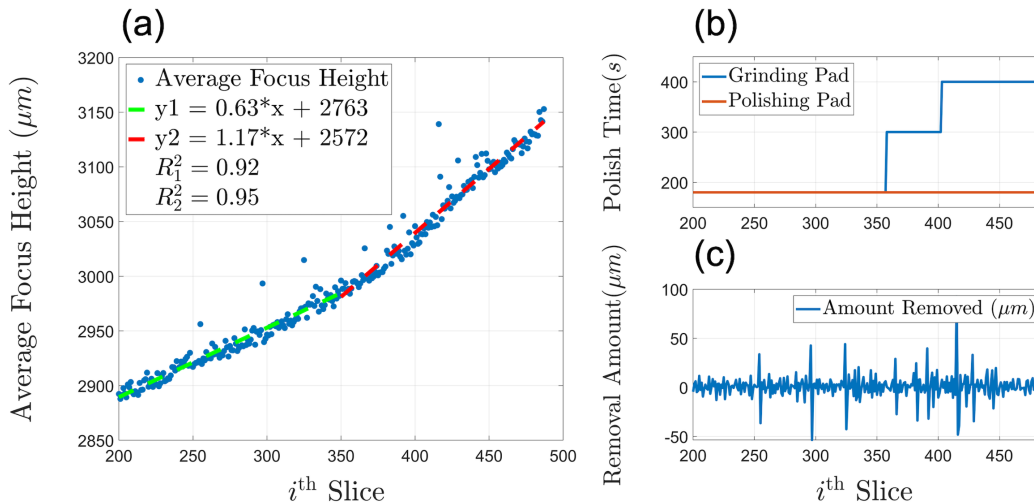 (a)
Average Focus Height (μm)
3200
3150
3100
3050
3000
2950
2900
2850
Average Focus Height
y1 = 0.63*x + 2763
y2 = 1.17*x + 2572
R₁² = 0.92
R₂² = 0.95
200 250 300 350 400 450 500
iᵗʰ Slice
(b)
Polish Time(s)
400
300
200
Grinding Pad
Polishing Pad
200 250 300 350 400 450
(c)
Removal Amount(μm)
100
50
0
-50
Amount Removed (μm)
200 250 300 350 400 450
iᵗʰ Slice